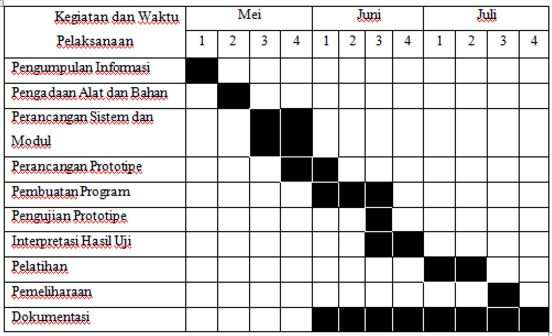 Kegiatan dan Waktu Pelaksanaan Mei Juni Juli
1 2 3 4 1 2 3 4 1 2 3 4
Pengumpulan Informasi
Pengadaan Alat dan Bahan
Perancangan Sistem dan
Modul
Perancangan Prototipe
Pembuatan Program
Pengujian Prototipe
Interpretasi Hasil Uji
Pelatihan
Pemeliharaan
Dokumentasi